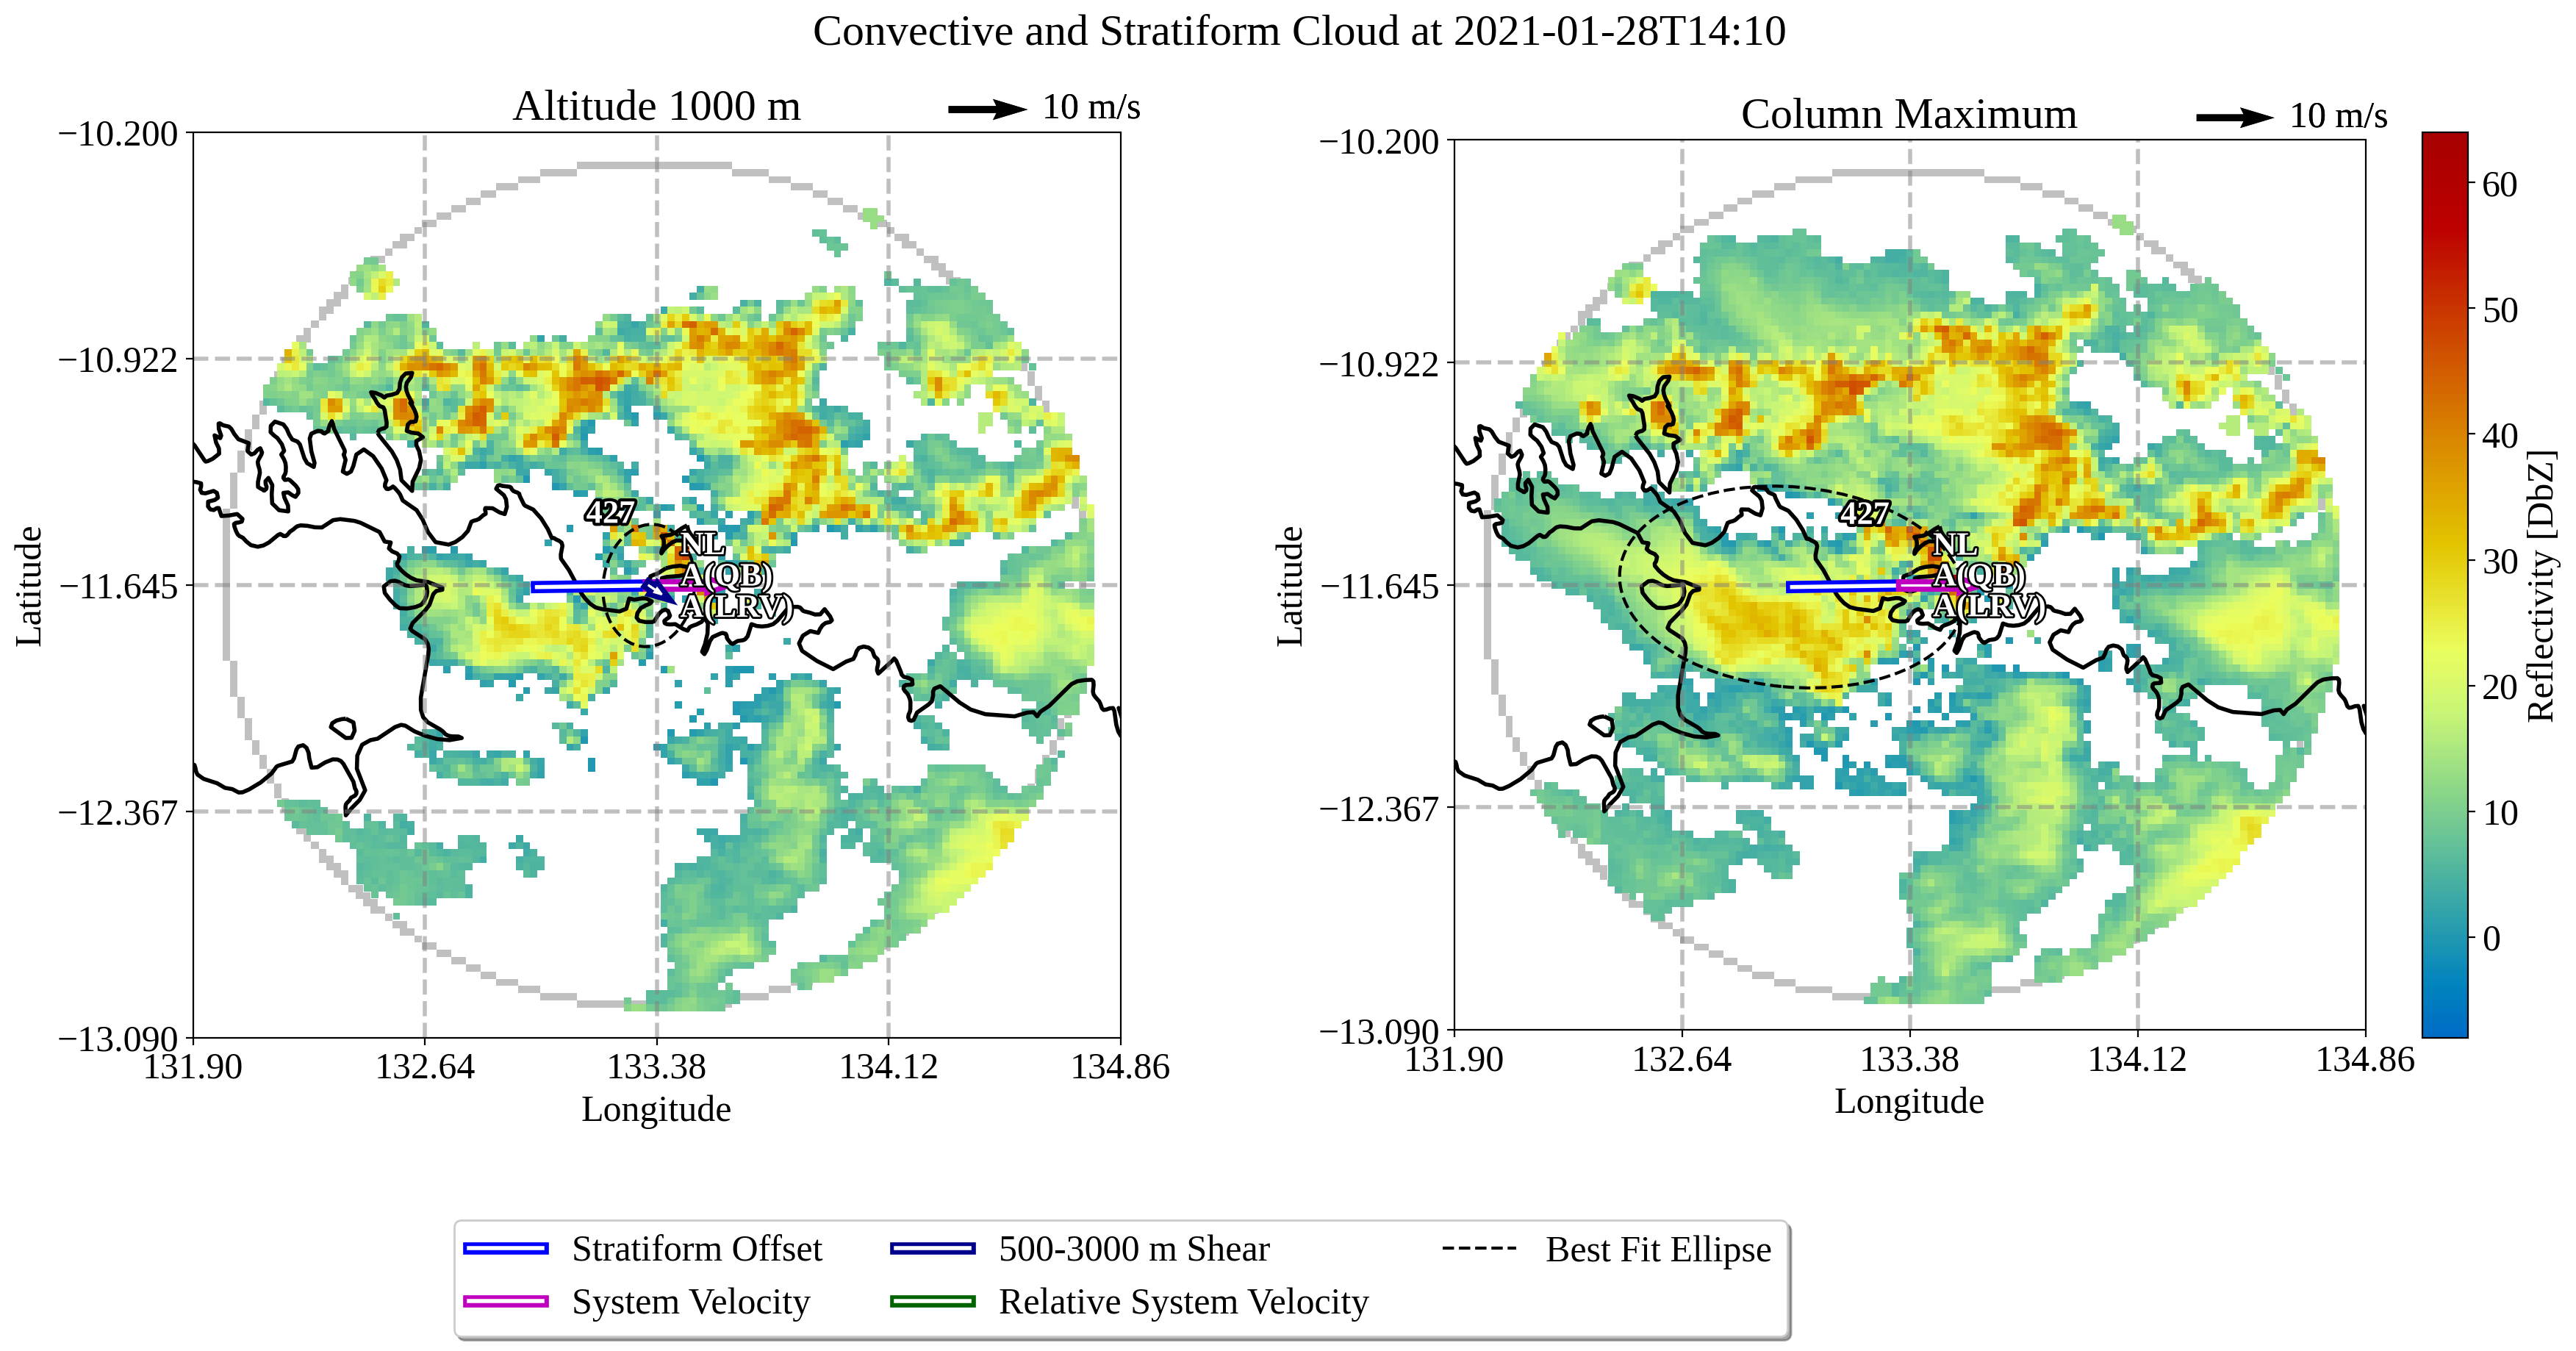 Convective and Stratiform Cloud at 2021-01-28T14:10
Altitude 1000 m
10 m/s
−10.200
−10.922
−11.645
−12.367
−13.090
131.90
132.64
133.38
134.12
134.86
Latitude
Longitude
427
NL
A(QB)
A(LRV)
Column Maximum
10 m/s
−10.200
−10.922
−11.645
−12.367
−13.090
131.90
132.64
133.38
134.12
134.86
Latitude
Longitude
427
NL
A(QB)
A(LRV)
60
50
40
30
20
10
0
Reflectivity [DbZ]
Stratiform Offset
System Velocity
500-3000 m Shear
Relative System Velocity
Best Fit Ellipse